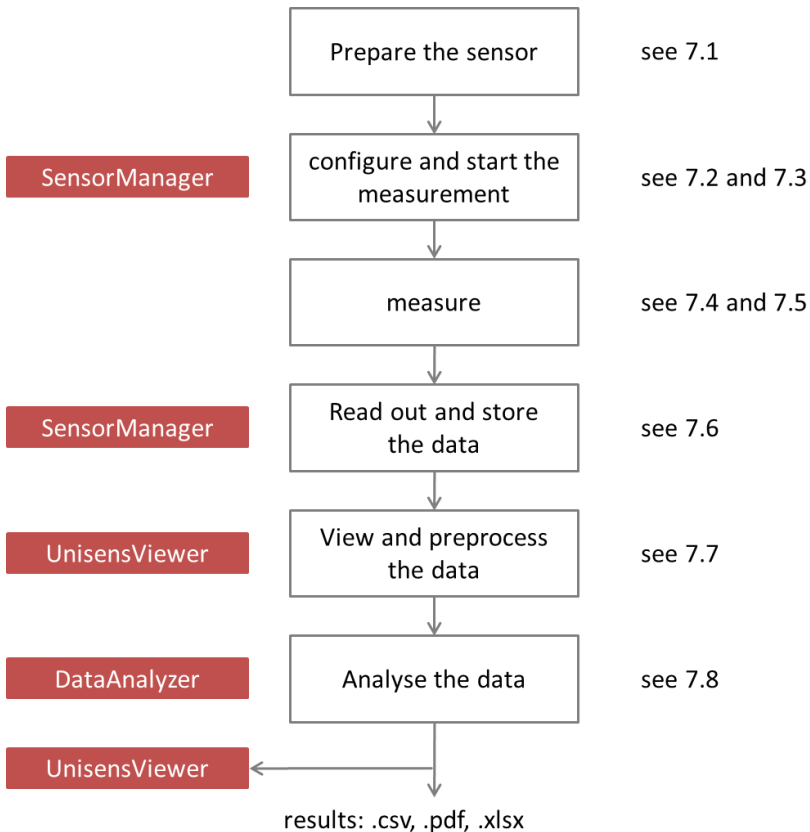 Prepare the sensor
see 7.1
SensorManager
configure and start the
measurement
see 7.2 and 7.3
measure
see 7.4 and 7.5
SensorManager
Read out and store
the data
see 7.6
UnisensViewer
View and preprocess
the data
see 7.7
DataAnalyzer
Analyse the data
see 7.8
UnisensViewer
results: .csv, .pdf, .xlsx